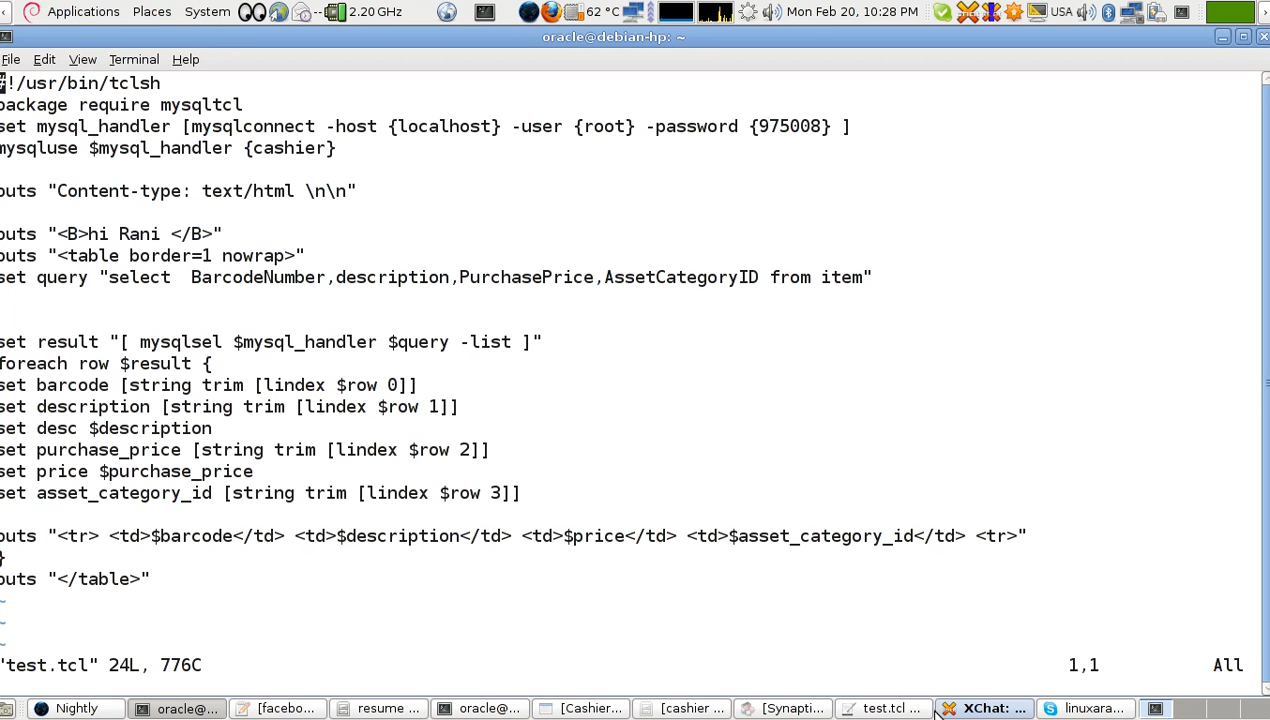 Applications Places System 2.20 GHz 62 °C Mon Feb 20, 10:28 PM USA
oracle@debian-hp: ~
File Edit View Terminal Help
#!/usr/bin/tclsh
package require mysqltcl
set mysql_handler [mysqlconnect -host {localhost} -user {root} -password {975008} ]
mysqluse $mysql_handler {cashier}
puts "Content-type: text/html \n\n"
puts "<B>hi Rani </B>"
puts "<table border=1 nowrap>"
set query "select  BarcodeNumber,description,PurchasePrice,AssetCategoryID from item"
set result "[ mysqlsel $mysql_handler $query -list ]"
foreach row $result {
set barcode [string trim [lindex $row 0]]
set description [string trim [lindex $row 1]]
set desc $description
set purchase_price [string trim [lindex $row 2]]
set price $purchase_price
set asset_category_id [string trim [lindex $row 3]]
puts "<tr> <td>$barcode</td> <td>$description</td> <td>$price</td> <td>$asset_category_id</td> <tr>"
}
puts "</table>"
~
~
~
"test.tcl" 24L, 776C 1,1 All
Nightly oracle@... [facebo... resume ... oracle@... [Cashier... [cashier ... [Synapti... test.tcl ... XChat: ... linuxara...